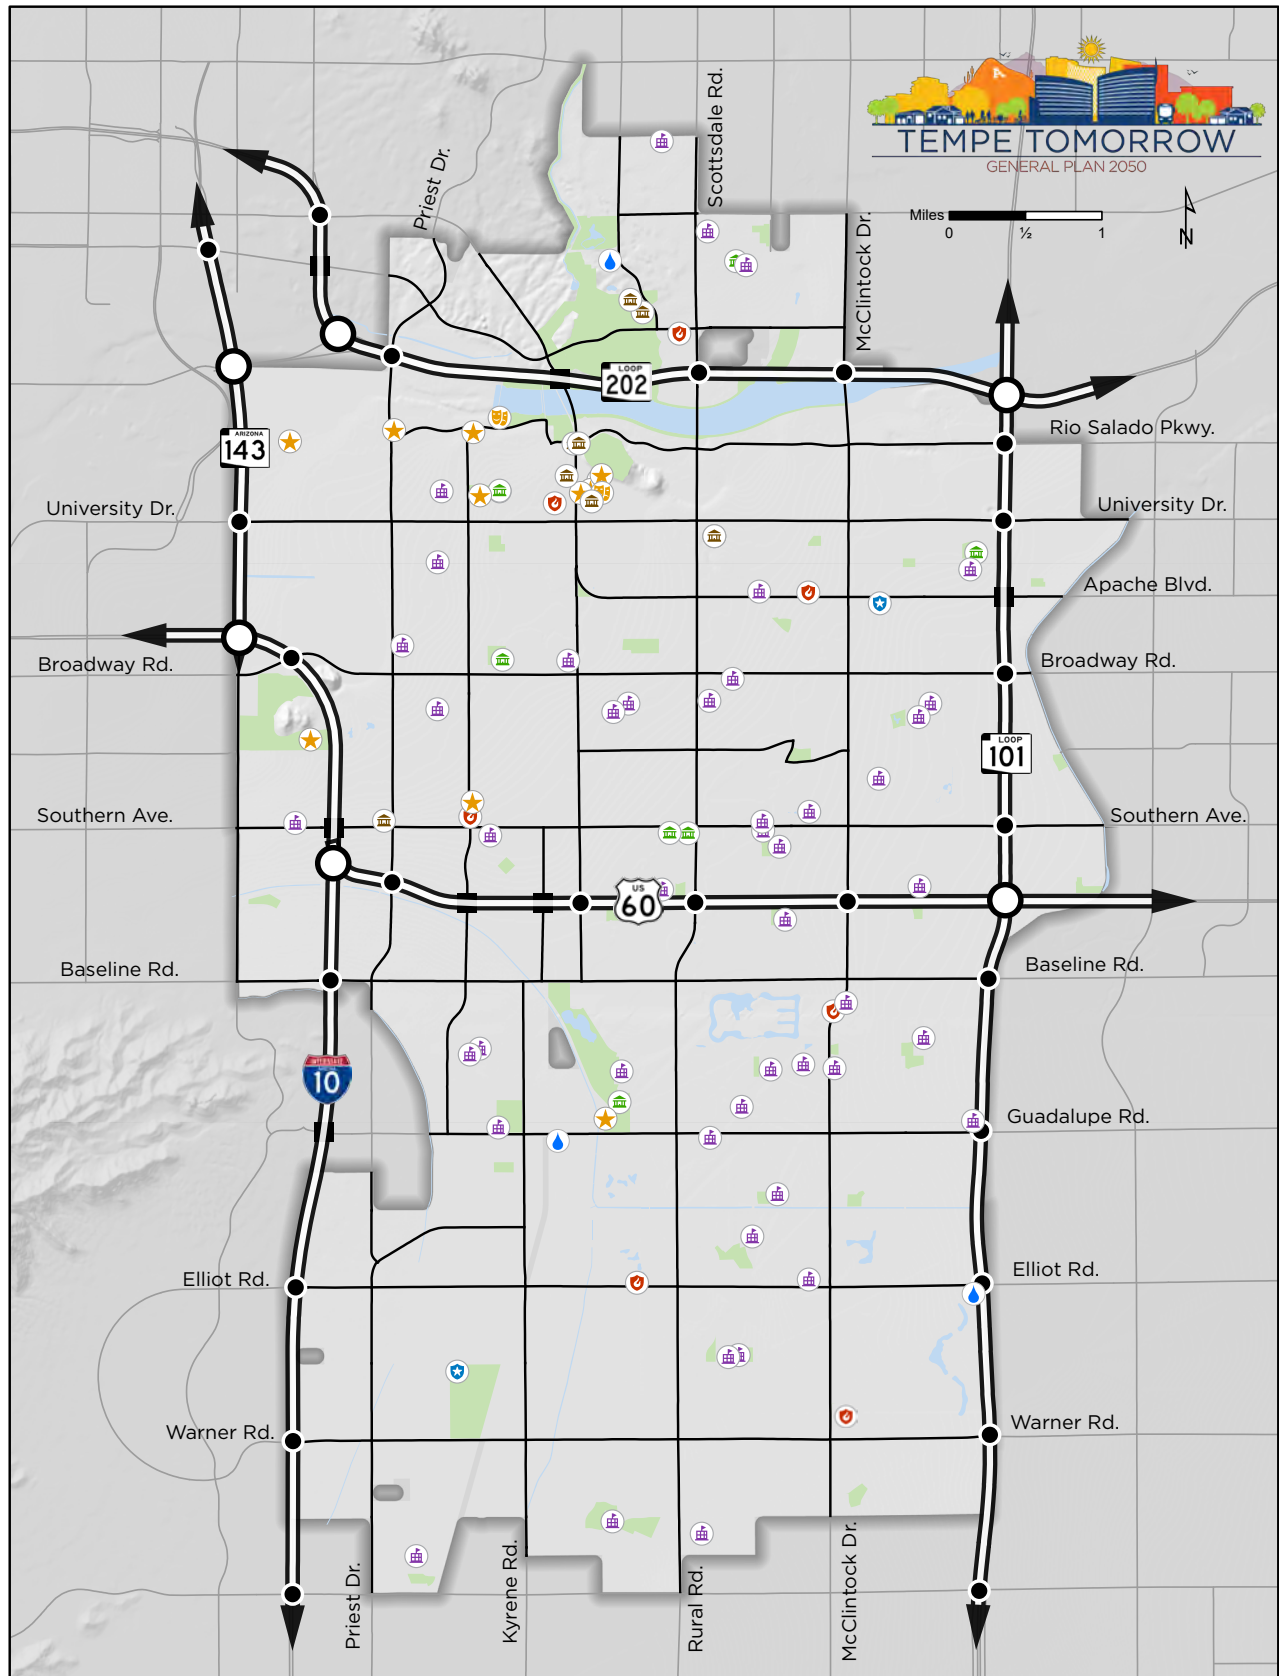 TEMPE TOMORROW
GENERAL PLAN 2050
Miles
0 ½ 1
N
Scottsdale Rd.
Priest Dr.
McClintock Dr.
LOOP
202
ARIZONA
143
Rio Salado Pkwy.
University Dr.
University Dr.
Apache Blvd.
Broadway Rd.
Broadway Rd.
LOOP
101
Southern Ave.
Southern Ave.
US
60
Baseline Rd.
Baseline Rd.
INTERSTATE
10
Guadalupe Rd.
Elliot Rd.
Elliot Rd.
Warner Rd.
Warner Rd.
Priest Dr.
Kyrene Rd.
Rural Rd.
McClintock Dr.